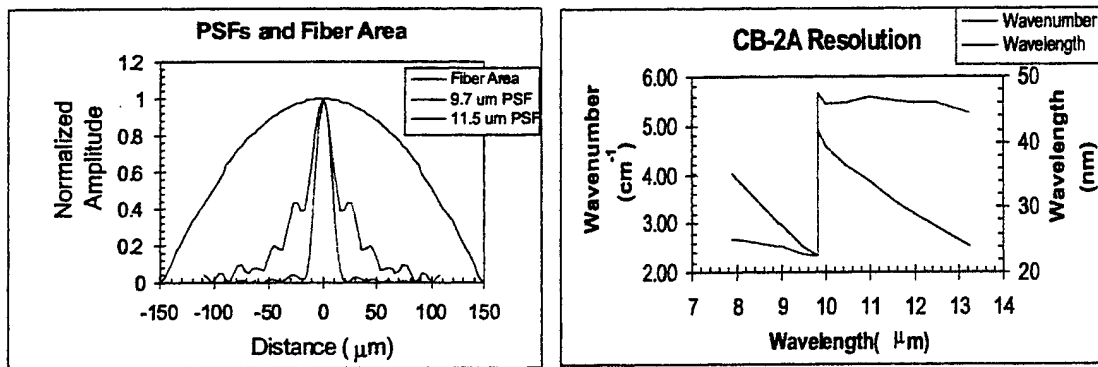 PSFs and Fiber Area
1.2
1
0.8
0.6
0.4
0.2
0
Normalized
Amplitude
Fiber Area
9.7 um PSF
11.5 um PSF
-150 -100 -50 0 50 100 150
Distance ( μm)
CB-2A Resolution
Wavenumber
Wavelength
6.00
5.00
4.00
3.00
2.00
Wavenumber
(cm-1)
50
40
30
20
Wavelength
(nm)
7 8 9 10 11 12 13 14
Wavelength( μm)